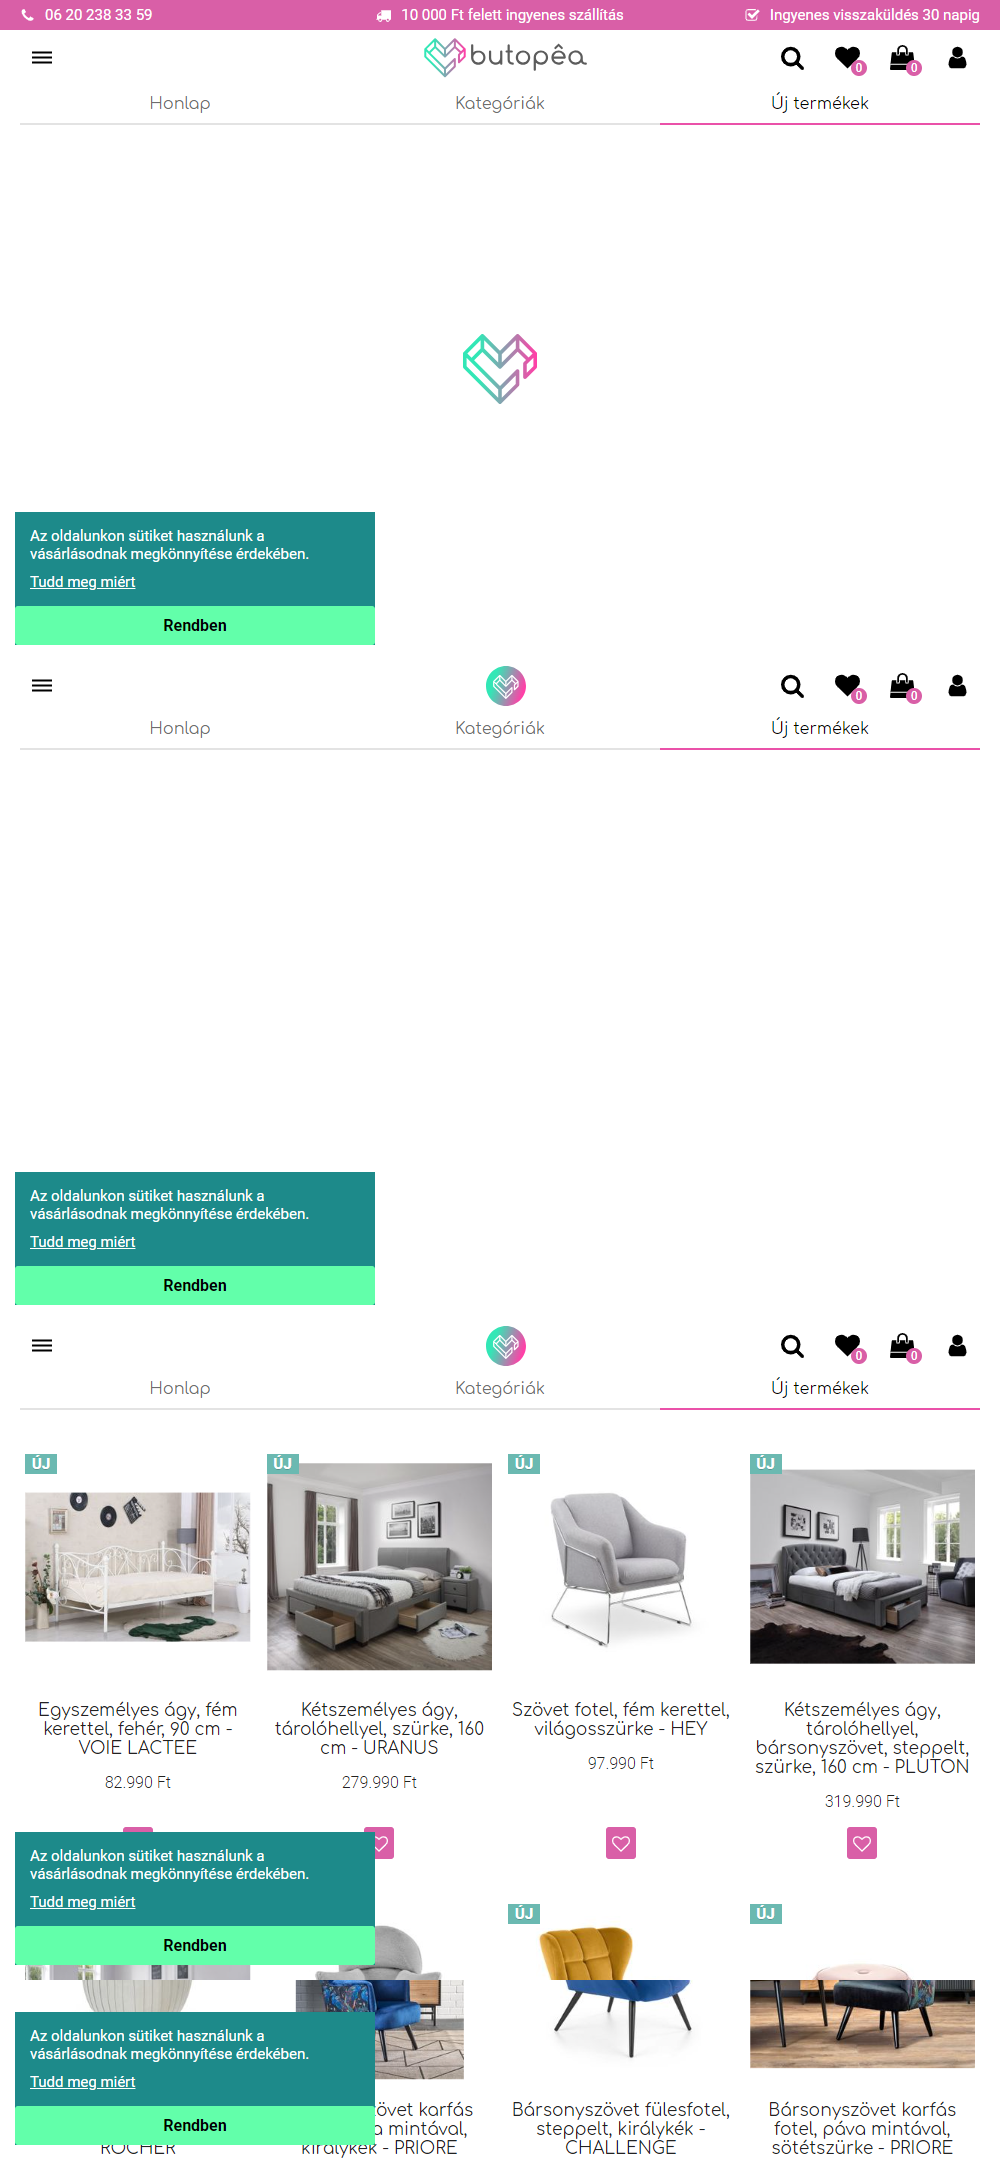 06 20 238 33 59
10 000 Ft felett ingyenes szállítás
Ingyenes visszaküldés 30 napig
butopêa
0
0
Honlap
Kategóriák
Új termékek
Az oldalunkon sütiket használunk a
vásárlásodnak megkönnyítése érdekében.
Tudd meg miért
Rendben
0
0
Honlap
Kategóriák
Új termékek
Az oldalunkon sütiket használunk a
vásárlásodnak megkönnyítése érdekében.
Tudd meg miért
Rendben
0
0
Honlap
Kategóriák
Új termékek
ÚJ
ÚJ
ÚJ
ÚJ
Egyszemélyes ágy, fém
kerettel, fehér, 90 cm -
VOIE LACTEE
82.990 Ft
Kétszemélyes ágy,
tárolóhellyel, szürke, 160
cm - URANUS
279.990 Ft
Szövet fotel, fém kerettel,
világosszürke - HEY
97.990 Ft
Kétszemélyes ágy,
tárolóhellyel,
bársonyszövet, steppelt,
szürke, 160 cm - PLUTON
319.990 Ft
Az oldalunkon sütiket használunk a
vásárlásodnak megkönnyítése érdekében.
Tudd meg miért
Rendben
ÚJ
ÚJ
Az oldalunkon sütiket használunk a
vásárlásodnak megkönnyítése érdekében.
Tudd meg miért
Rendben
ROCHER
karfás
mintával,
királykék - PRIORE
Bársonyszövet fülesfotel,
steppelt, királykék -
CHALLENGE
Bársonyszövet karfás
fotel, páva mintával,
sötétszürke - PRIORE